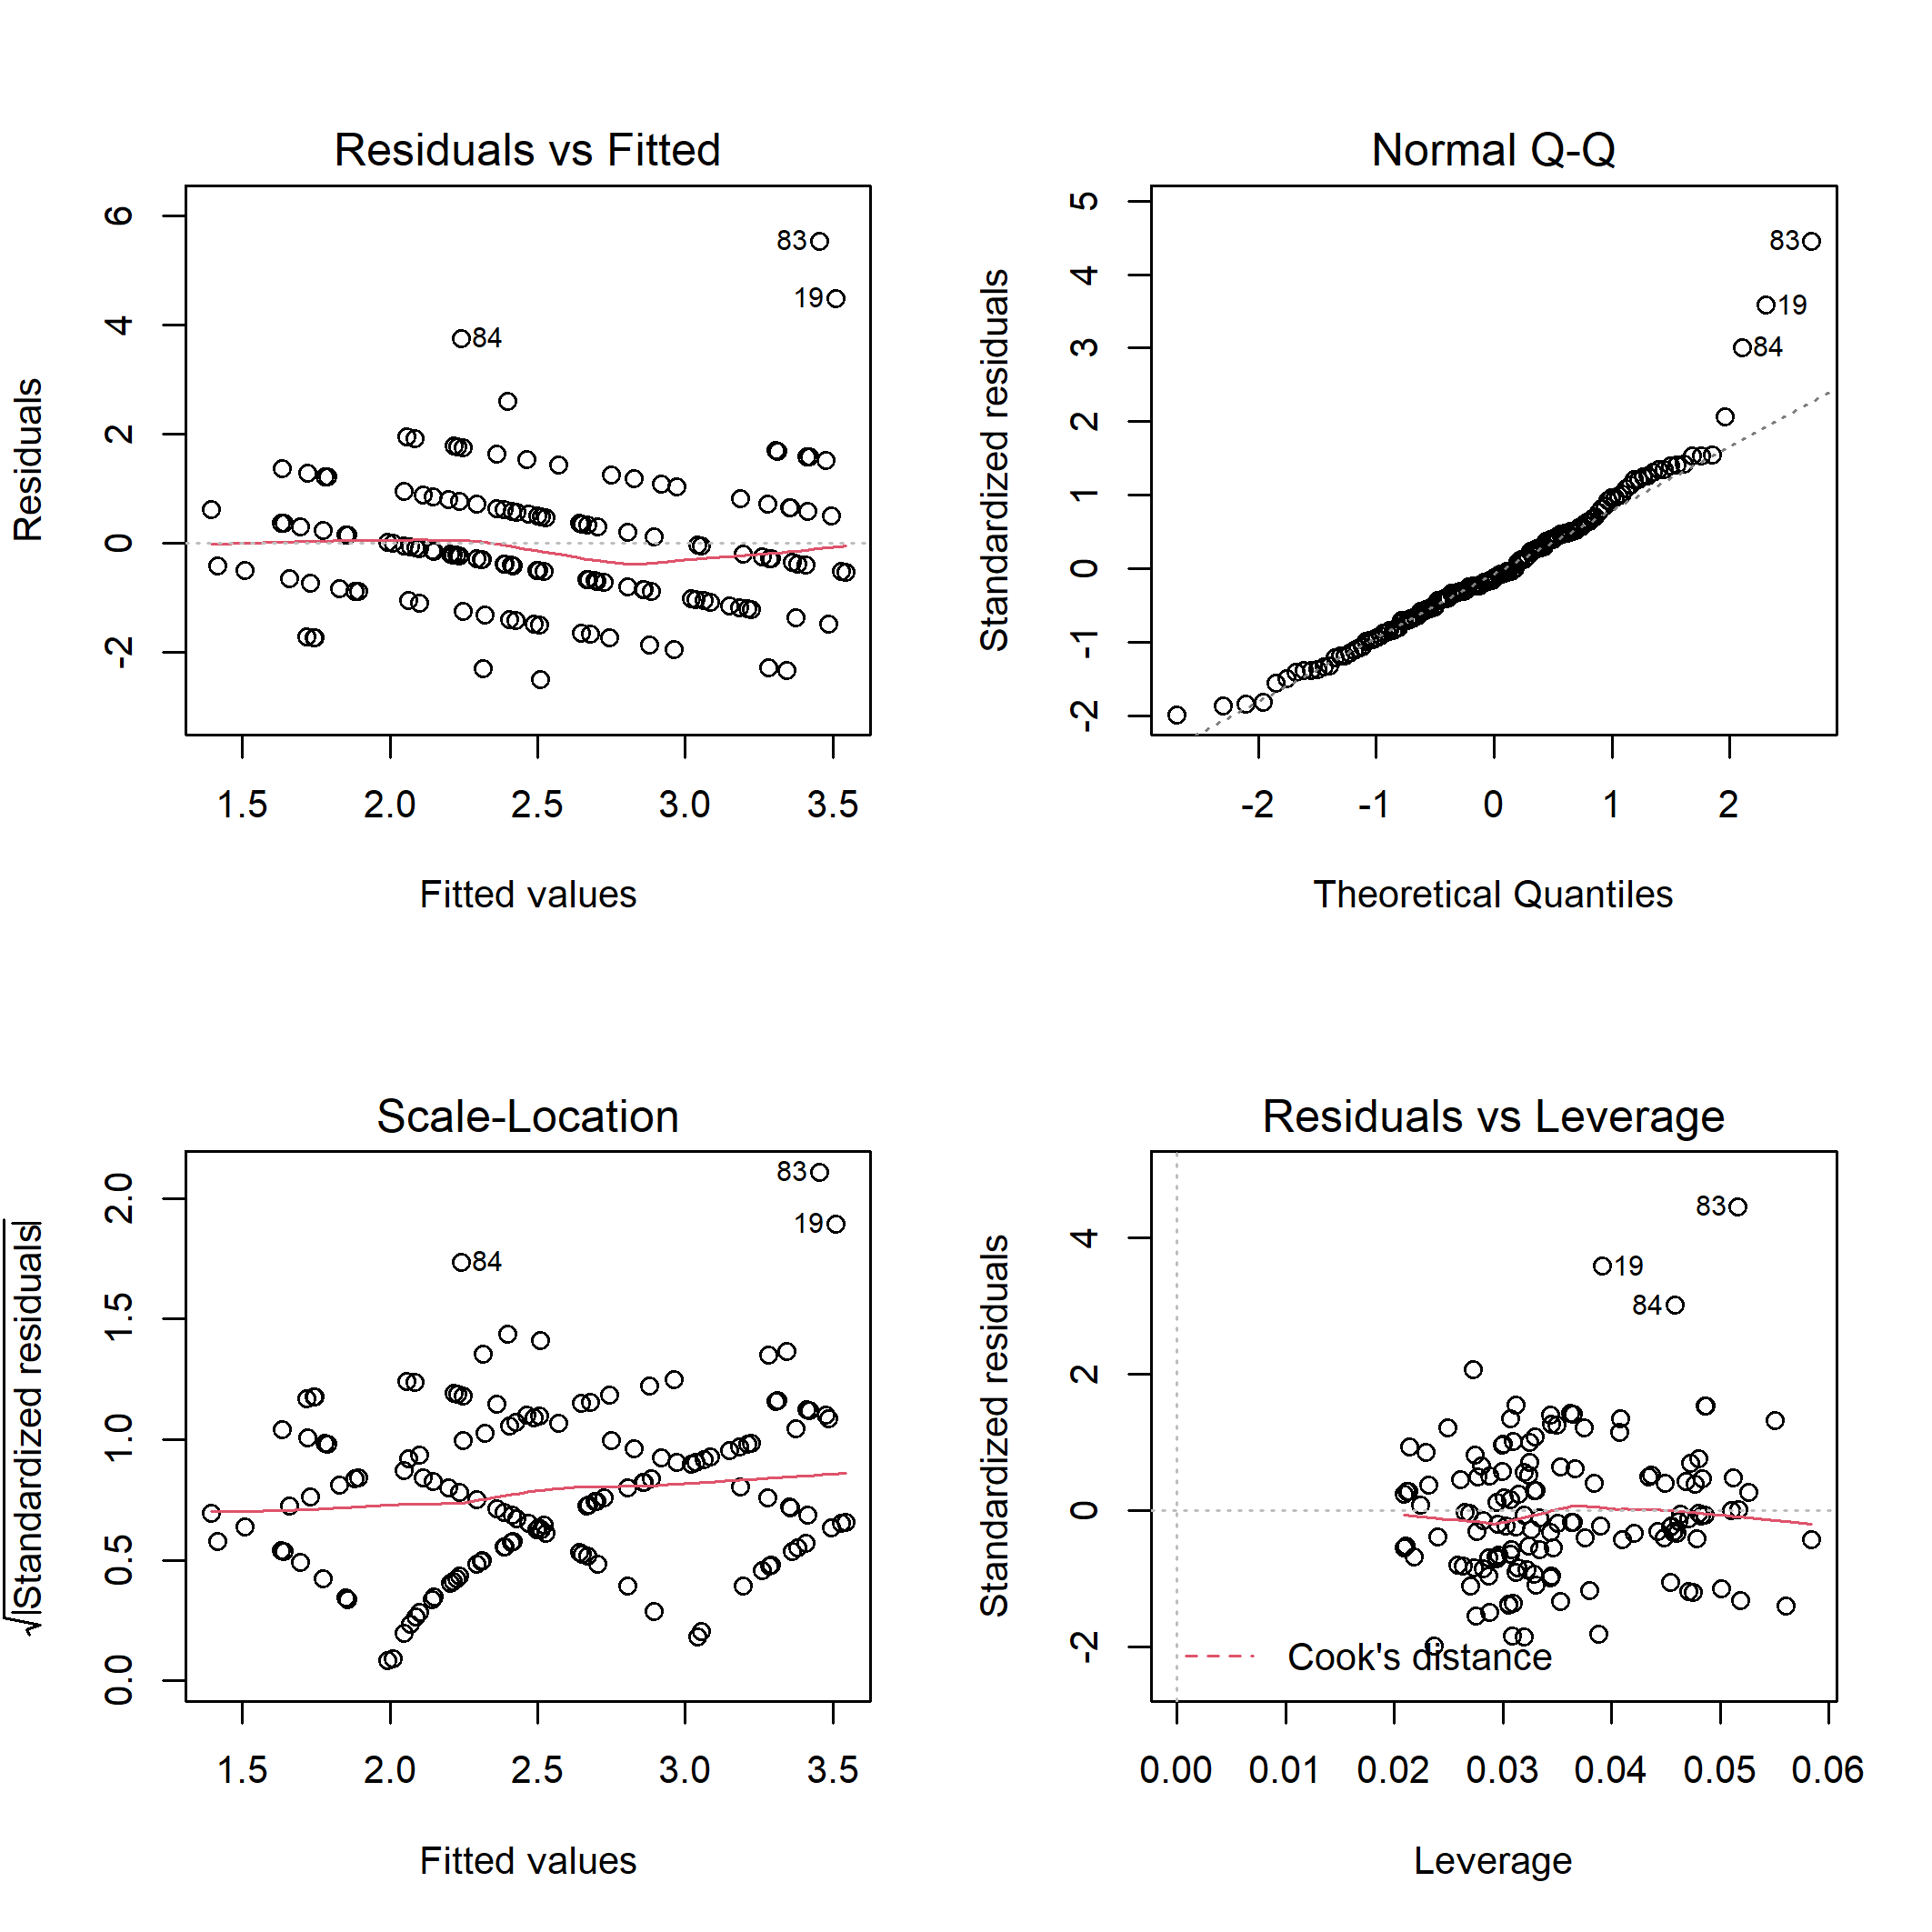 Residuals vs Fitted
Residuals
6
4
2
0
-2
83
19
84
1.5 2.0 2.5 3.0 3.5
Fitted values
Normal Q-Q
Standardized residuals
5
4
3
2
1
0
-1
-2
83
19
84
-2 -1 0 1 2
Theoretical Quantiles
Scale-Location
√|Standardized residuals|
2.0
1.5
1.0
0.5
0.0
83
19
84
1.5 2.0 2.5 3.0 3.5
Fitted values
Residuals vs Leverage
Standardized residuals
4
2
0
-2
83
19
84
Cook's distance
0.00 0.01 0.02 0.03 0.04 0.05 0.06
Leverage